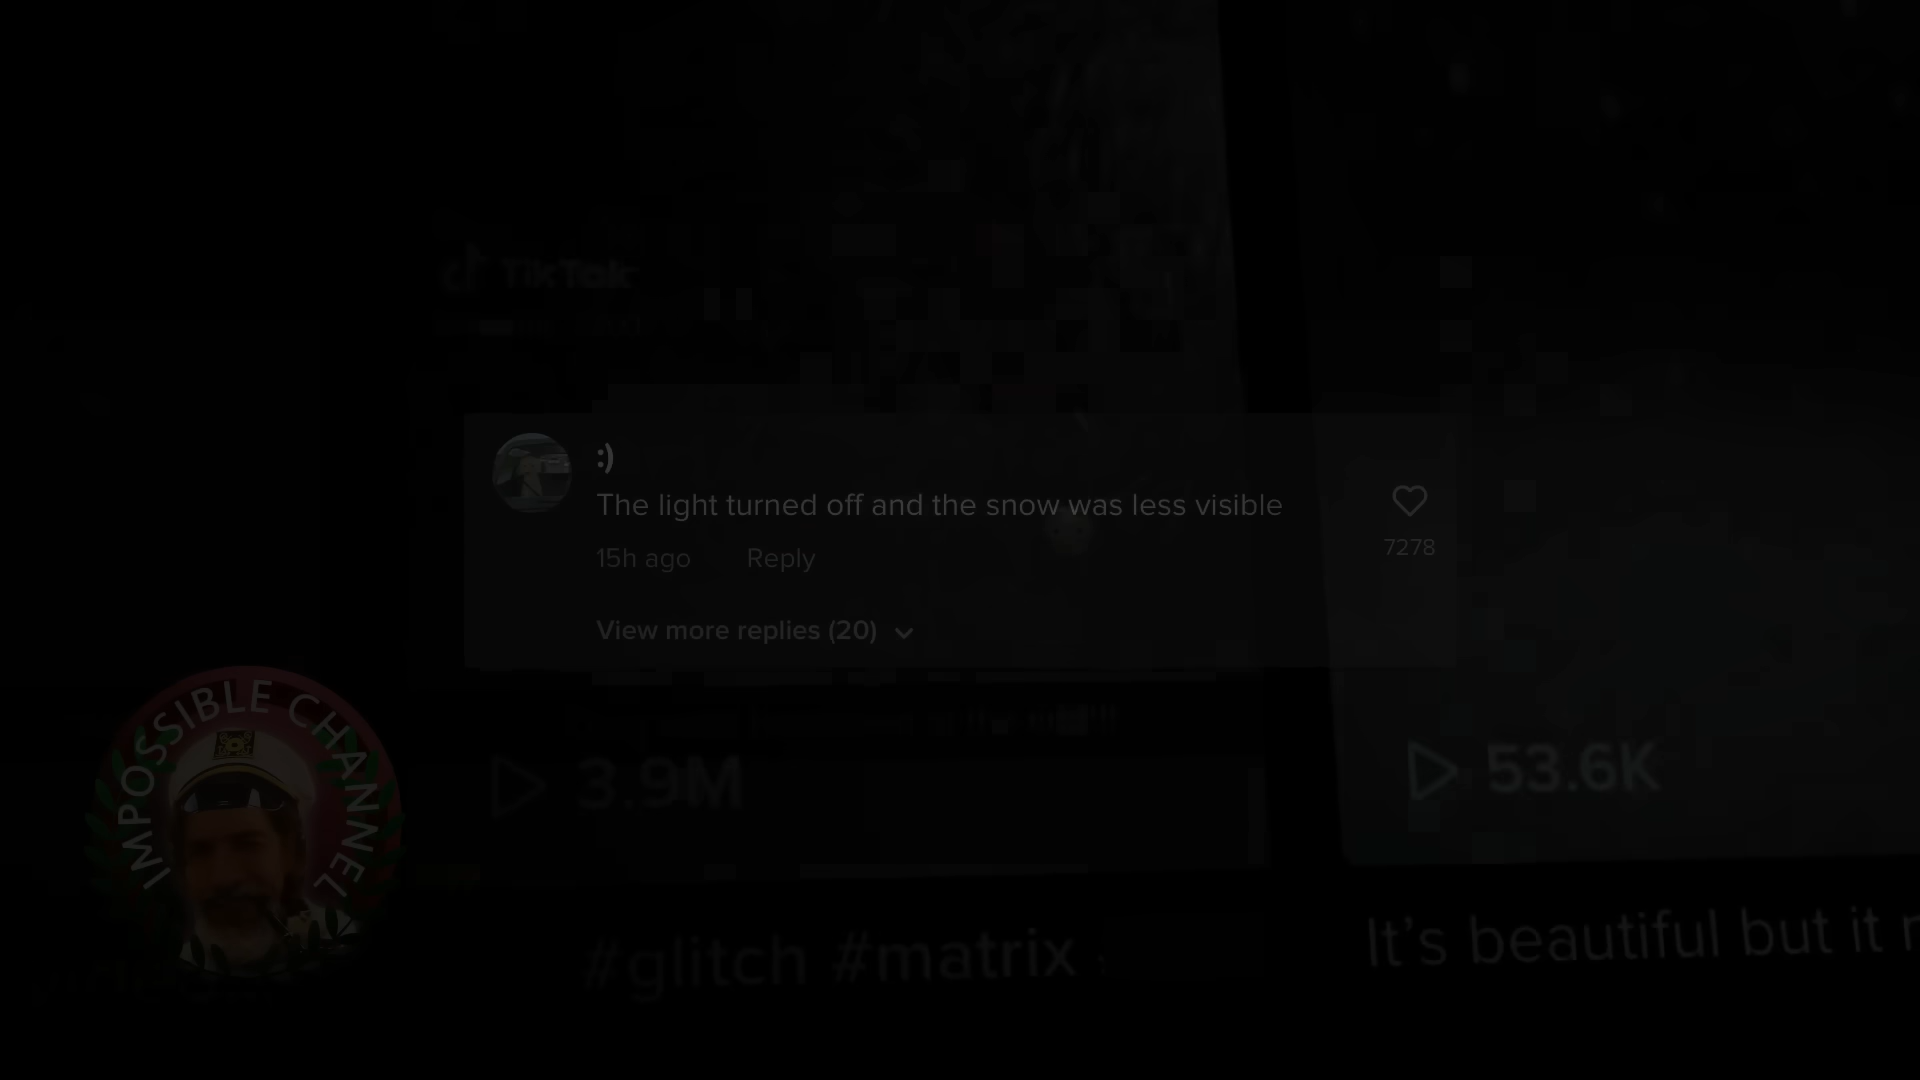 TikTok
:)
The light turned off and the snow was less visible
7278
15h ago Reply
View more replies (20)
IMPOSSIBLE CHANNEL
3.9M
53.6K
#glitch #matrix
It's beautiful but it